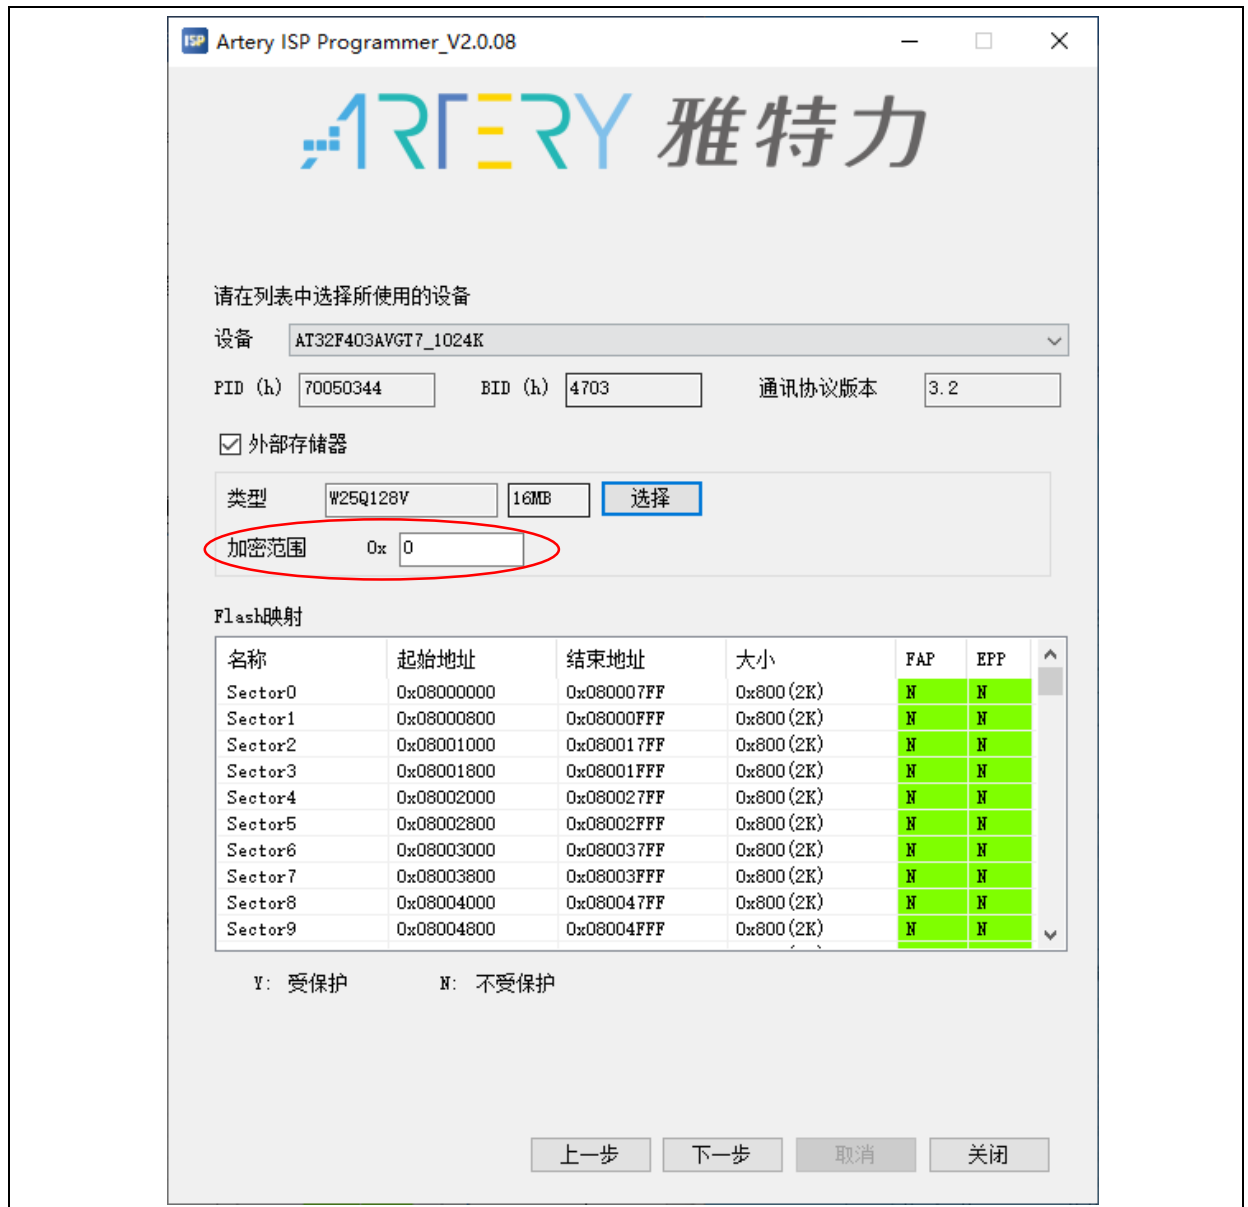 ISP Artery ISP Programmer_V2.0.08
ARTERY 雅特力
请在列表中选择所使用的设备
设备 AT32F403AVGT7_1024K
PID (h) 70050344 BID (h) 4703 通讯协议版本 3.2
外部存储器
类型 W25Q128V 16MB 选择
加密范围 0x 0
Flash映射
名称 起始地址 结束地址 大小 FAP EPP
Sector0 0x08000000 0x080007FF 0x800(2K) N N
Sector1 0x08000800 0x08000FFF 0x800(2K) N N
Sector2 0x08001000 0x080017FF 0x800(2K) N N
Sector3 0x08001800 0x08001FFF 0x800(2K) N N
Sector4 0x08002000 0x080027FF 0x800(2K) N N
Sector5 0x08002800 0x08002FFF 0x800(2K) N N
Sector6 0x08003000 0x080037FF 0x800(2K) N N
Sector7 0x08003800 0x08003FFF 0x800(2K) N N
Sector8 0x08004000 0x080047FF 0x800(2K) N N
Sector9 0x08004800 0x08004FFF 0x800(2K) N N
Y: 受保护 N: 不受保护
上一步 下一步 取消 关闭